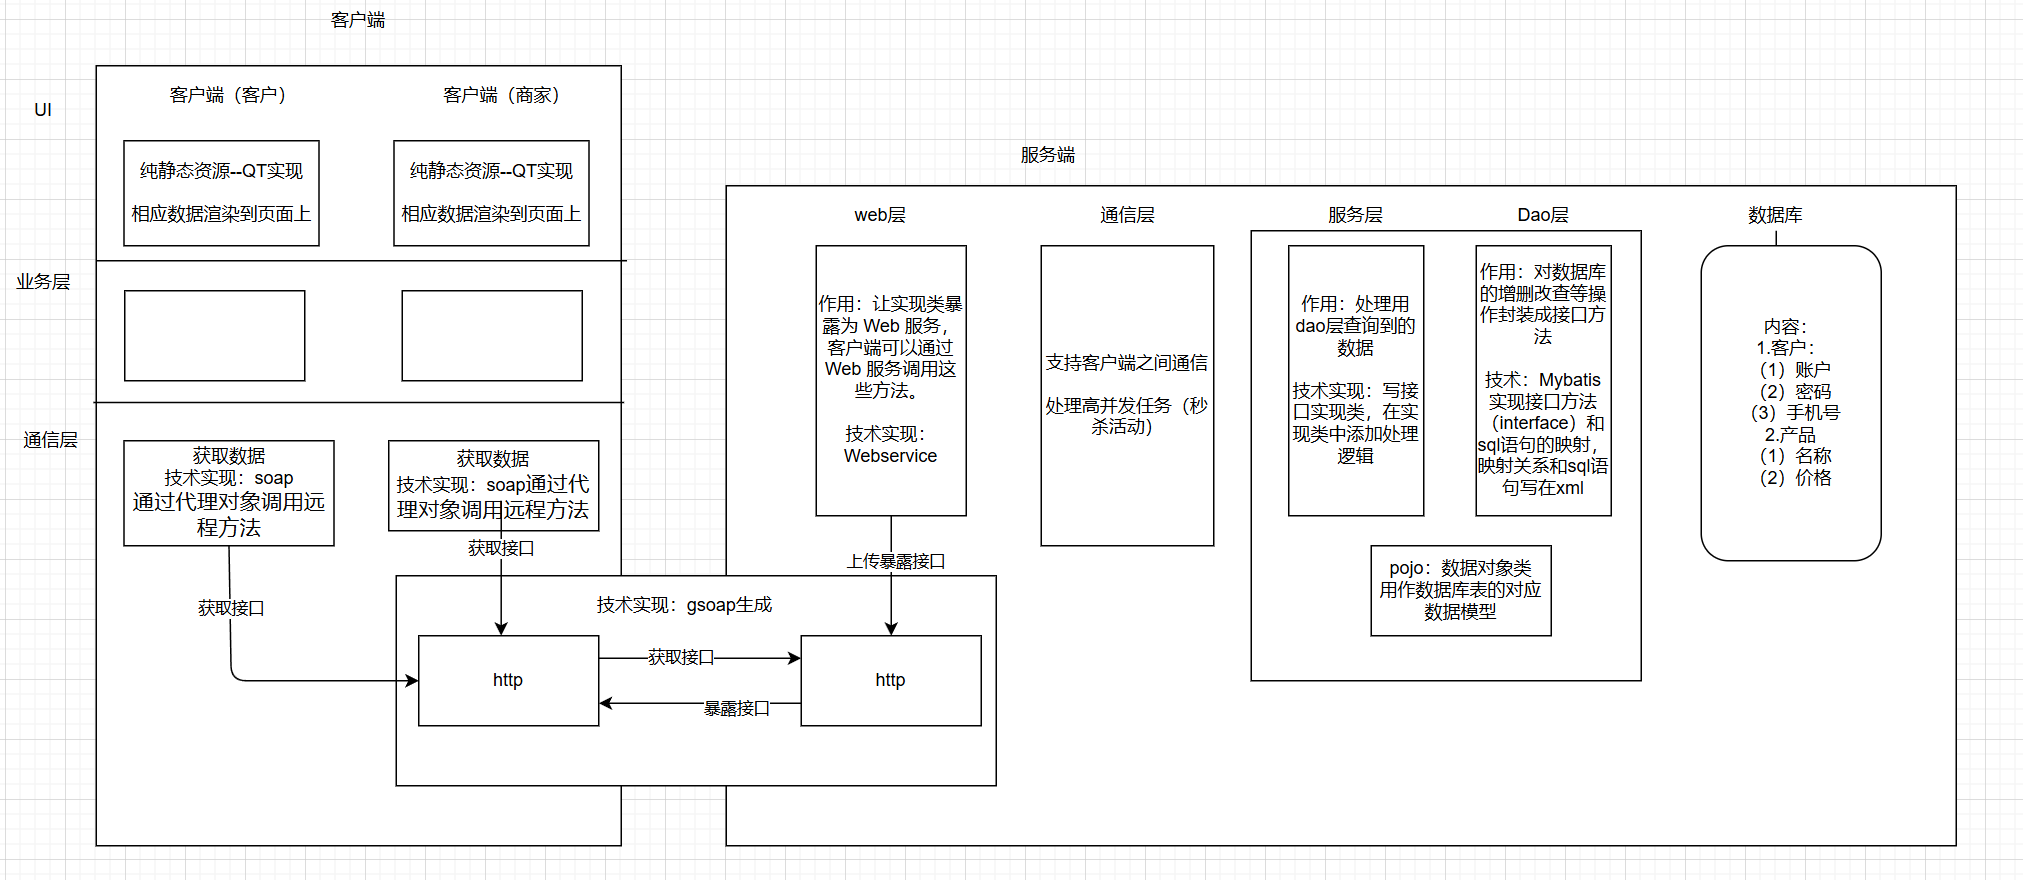 客户端
UI
客户端（客户）
客户端（商家）
纯静态资源--QT实现
相应数据渲染到页面上
纯静态资源--QT实现
相应数据渲染到页面上
业务层
通信层
获取数据
技术实现：soap
通过代理对象调用远
程方法
获取数据
技术实现：soap通过代
理对象调用远程方法
获取接口
获取接口
技术实现：gsoap生成
http
获取接口
暴露接口
http
服务端
web层
作用：让实现类暴
露为 Web 服务，
客户端可以通过
Web 服务调用这
些方法。
技术实现：
Webservice
上传暴露接口
通信层
支持客户端之间通信
处理高并发任务（秒
杀活动）
服务层
作用：处理用
dao层查询到的
数据
技术实现：写接
口实现类，在实
现类中添加处理
逻辑
Dao层
作用：对数据库
的增删改查等操
作封装成接口方
法
技术：Mybatis
实现接口方法
（interface）和
sql语句的映射，
映射关系和sql语
句写在xml
pojo：数据对象类
用作数据库表的对应
数据模型
数据库
内容：
1.客户：
（1）账户
（2）密码
（3）手机号
2.产品
（1）名称
（2）价格